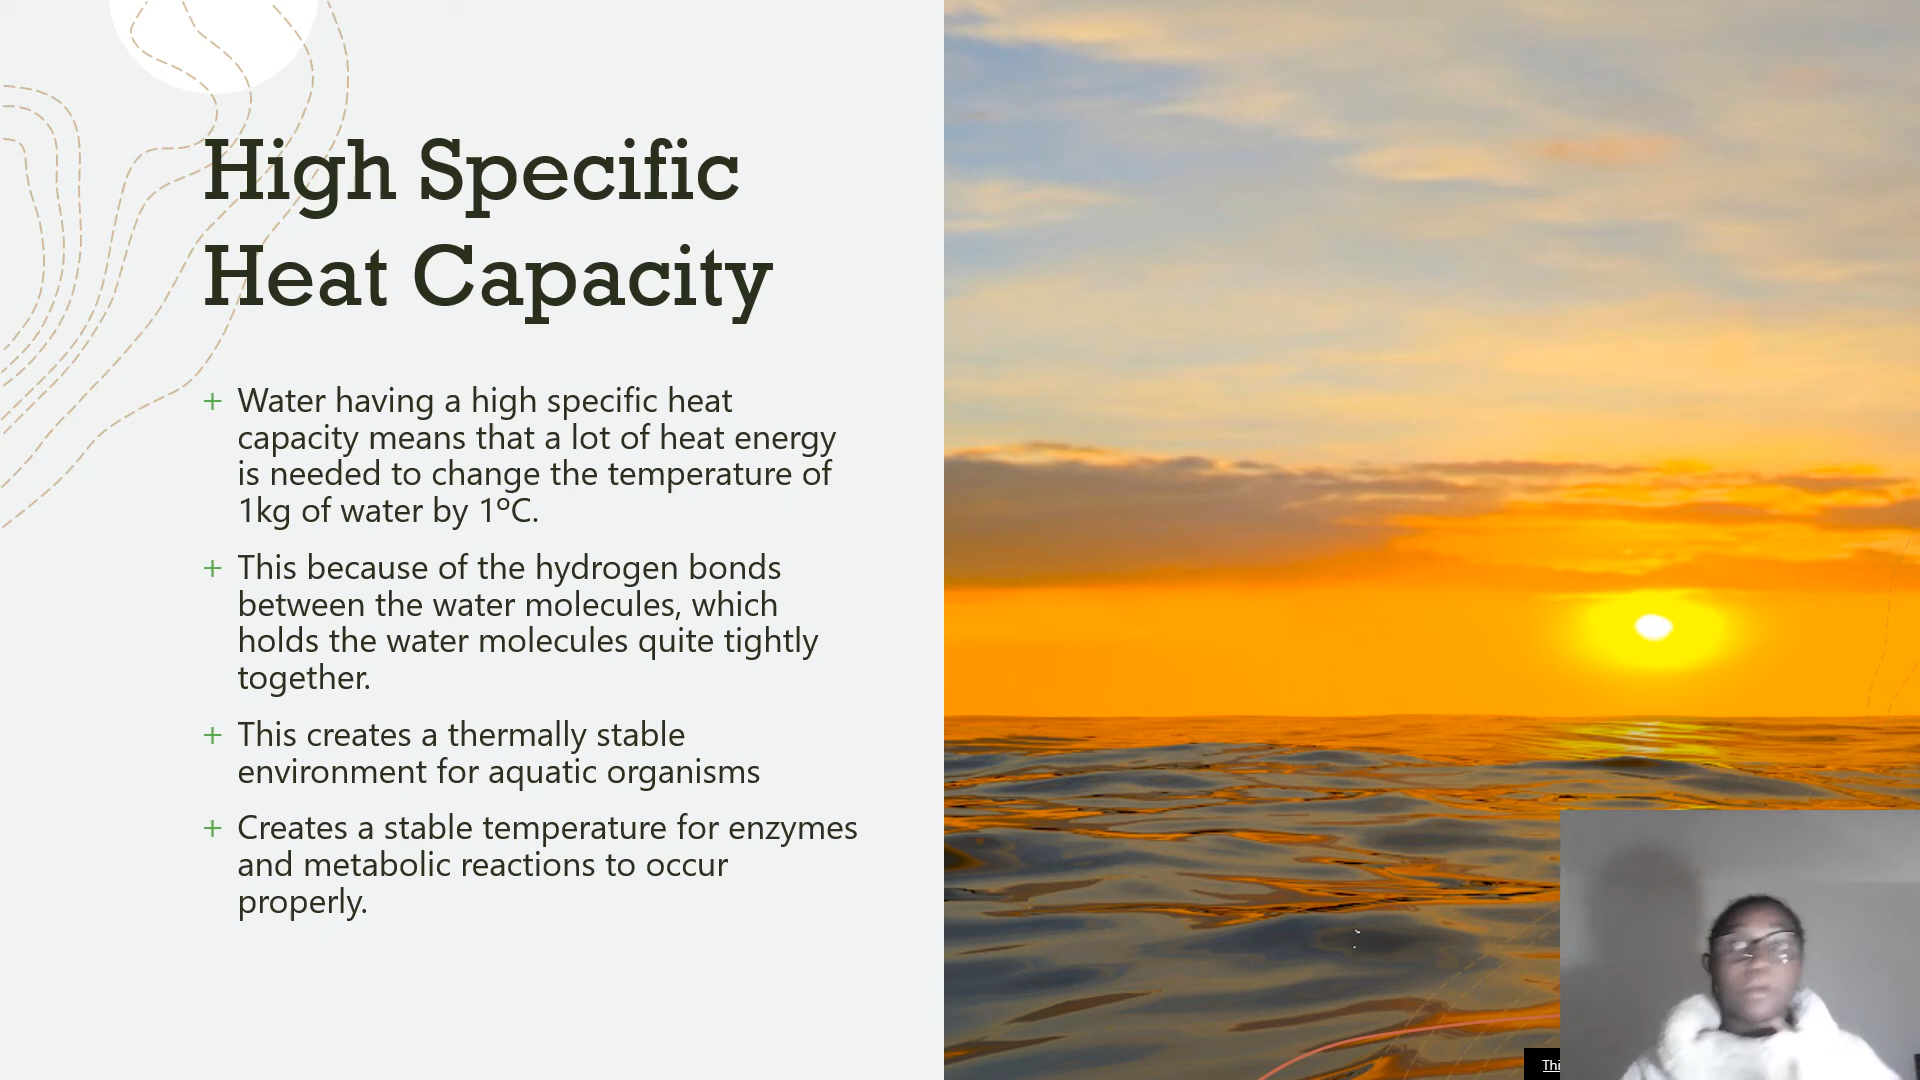 High Specific
Heat Capacity
+ Water having a high specific heat
capacity means that a lot of heat energy
is needed to change the temperature of
1kg of water by 1ºC.
+ This because of the hydrogen bonds
between the water molecules, which
holds the water molecules quite tightly
together.
+ This creates a thermally stable
environment for aquatic organisms
+ Creates a stable temperature for enzymes
and metabolic reactions to occur
properly.
Thi